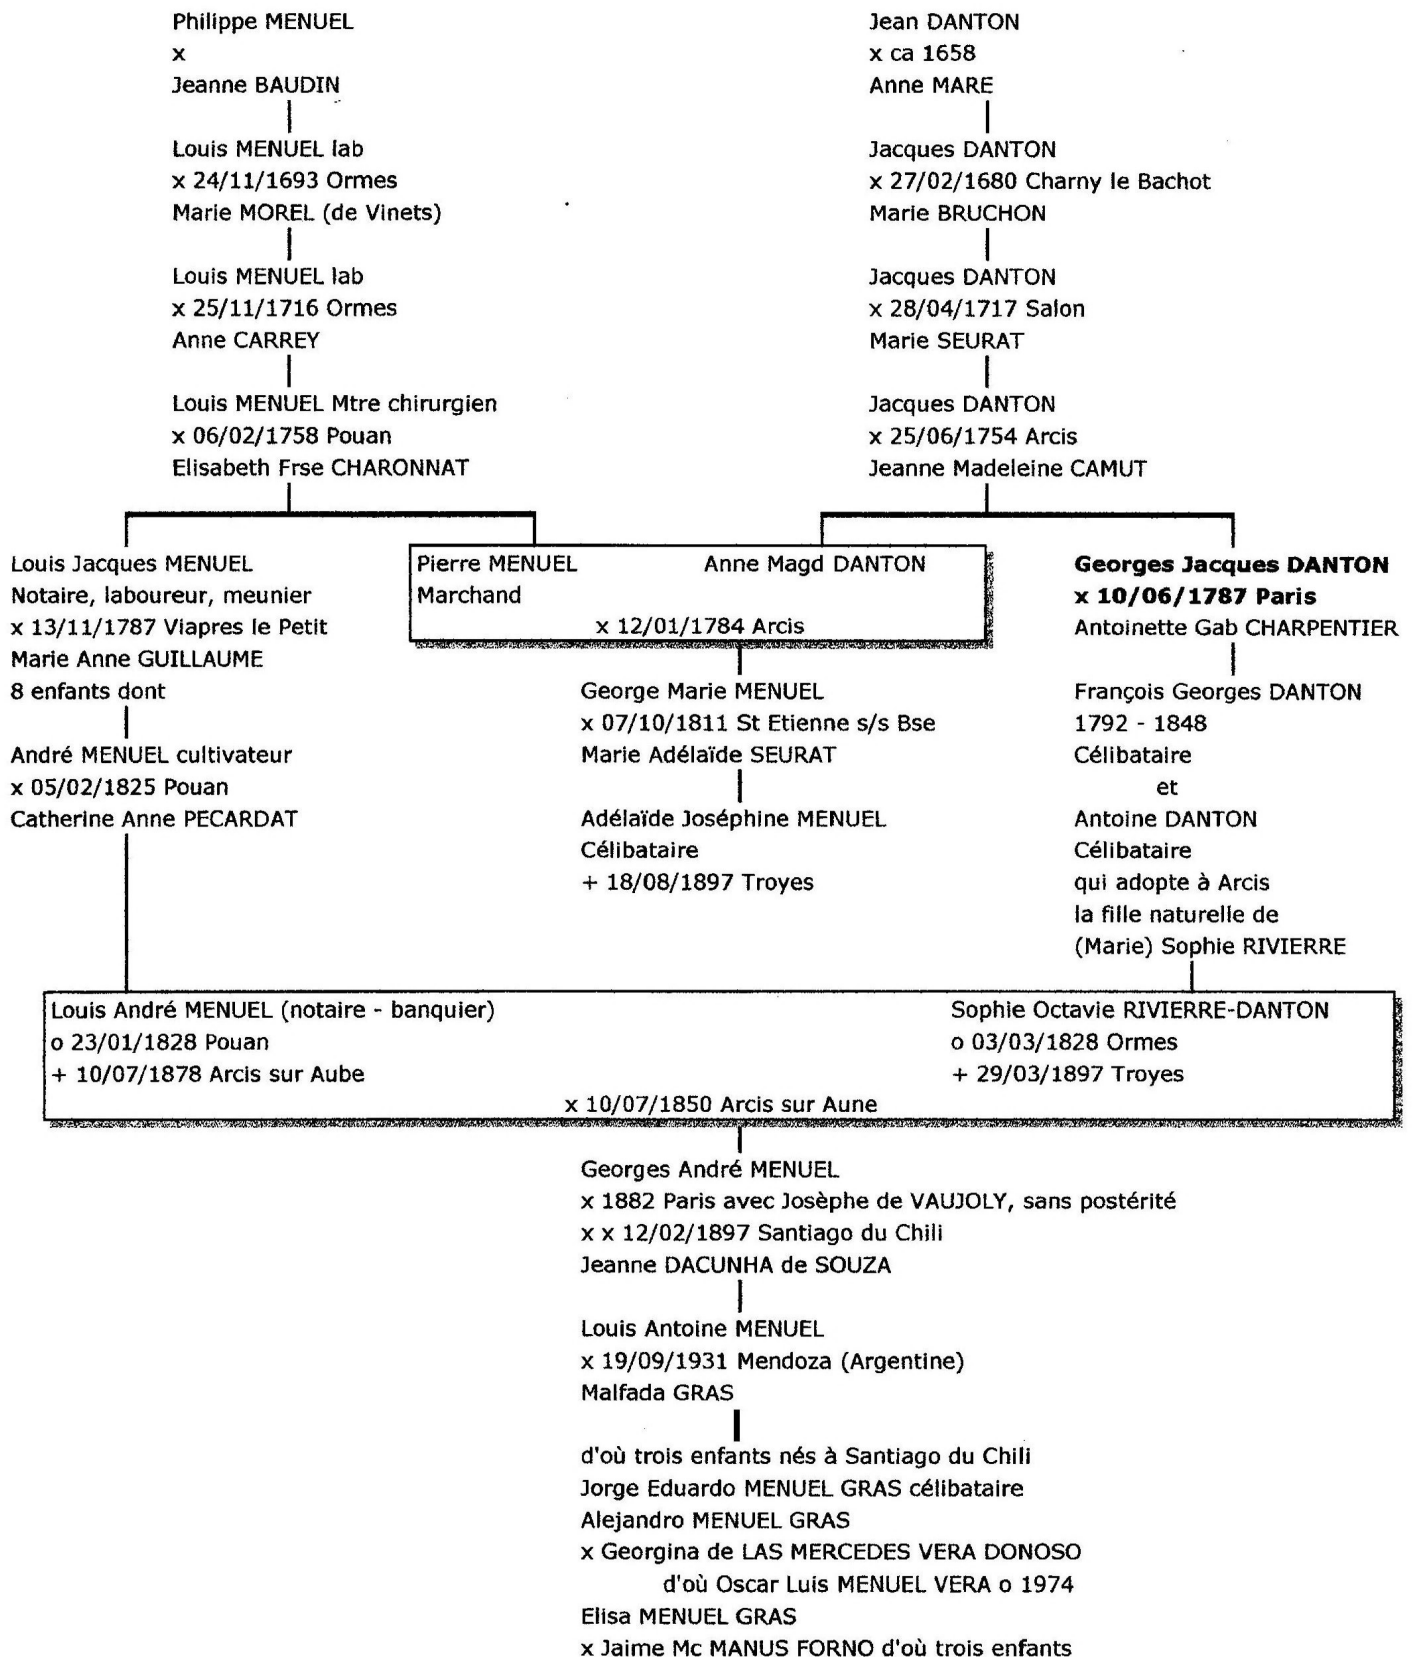 Philippe MENUEL
x
Jeanne BAUDIN
Louis MENUEL lab
x 24/11/1693 Ormes
Marie MOREL (de Vinets)
Louis MENUEL lab
x 25/11/1716 Ormes
Anne CARREY
Louis MENUEL Mtre chirurgien
x 06/02/1758 Pouan
Elisabeth Frse CHARONNAT
Jean DANTON
x ca 1658
Anne MARE
Jacques DANTON
x 27/02/1680 Charny le Bachot
Marie BRUCHON
Jacques DANTON
x 28/04/1717 Salon
Marie SEURAT
Jacques DANTON
x 25/06/1754 Arcis
Jeanne Madeleine CAMUT
Louis Jacques MENUEL
Notaire, laboureur, meunier
x 13/11/1787 Viapres le Petit
Marie Anne GUILLAUME
8 enfants dont
André MENUEL cultivateur
x 05/02/1825 Pouan
Catherine Anne PECARDAT
Pierre MENUEL
Marchand
Anne Magd DANTON
x 12/01/1784 Arcis
George Marie MENUEL
x 07/10/1811 St Etienne s/s Bse
Marie Adélaïde SEURAT
Adélaïde Joséphine MENUEL
Célibataire
+ 18/08/1897 Troyes
Georges Jacques DANTON
x 10/06/1787 Paris
Antoinette Gab CHARPENTIER
François Georges DANTON
1792 - 1848
Célibataire
et
Antoine DANTON
Célibataire
qui adopte à Arcis
la fille naturelle de
(Marie) Sophie RIVIERRE
Louis André MENUEL (notaire - banquier)
o 23/01/1828 Pouan
+ 10/07/1878 Arcis sur Aube
Sophie Octavie RIVIERRE-DANTON
o 03/03/1828 Ormes
+ 29/03/1897 Troyes
x 10/07/1850 Arcis sur Aune
Georges André MENUEL
x 1882 Paris avec Josèphe de VAUJOLY, sans postérité
x x 12/02/1897 Santiago du Chili
Jeanne DACUNHA de SOUZA
Louis Antoine MENUEL
x 19/09/1931 Mendoza (Argentine)
Malfada GRAS
d'où trois enfants nés à Santiago du Chili
Jorge Eduardo MENUEL GRAS célibataire
Alejandro MENUEL GRAS
x Georgina de LAS MERCEDES VERA DONOSO
d'où Oscar Luis MENUEL VERA o 1974
Elisa MENUEL GRAS
x Jaime Mc MANUS FORNO d'où trois enfants